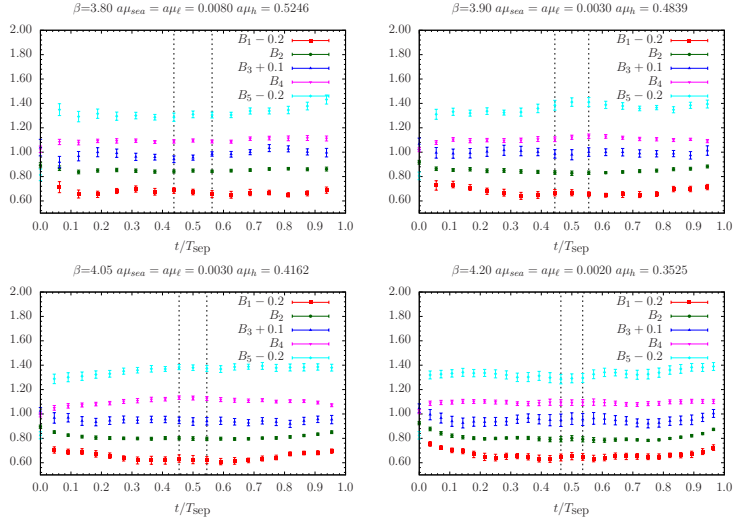 β=3.80 aμsea = aμℓ = 0.0080 aμh = 0.5246
2.00
1.80
1.60
1.40
1.20
1.00
0.80
0.60
B1 − 0.2
B2
B3 + 0.1
B4
B5 − 0.2
0.0 0.1 0.2 0.3 0.4 0.5 0.6 0.7 0.8 0.9 1.0
t/Tsep
β=3.90 aμsea = aμℓ = 0.0030 aμh = 0.4839
2.00
1.80
1.60
1.40
1.20
1.00
0.80
0.60
B1 − 0.2
B2
B3 + 0.1
B4
B5 − 0.2
0.0 0.1 0.2 0.3 0.4 0.5 0.6 0.7 0.8 0.9 1.0
t/Tsep
β=4.05 aμsea = aμℓ = 0.0030 aμh = 0.4162
2.00
1.80
1.60
1.40
1.20
1.00
0.80
0.60
B1 − 0.2
B2
B3 + 0.1
B4
B5 − 0.2
0.0 0.1 0.2 0.3 0.4 0.5 0.6 0.7 0.8 0.9 1.0
t/Tsep
β=4.20 aμsea = aμℓ = 0.0020 aμh = 0.3525
2.00
1.80
1.60
1.40
1.20
1.00
0.80
0.60
B1 − 0.2
B2
B3 + 0.1
B4
B5 − 0.2
0.0 0.1 0.2 0.3 0.4 0.5 0.6 0.7 0.8 0.9 1.0
t/Tsep